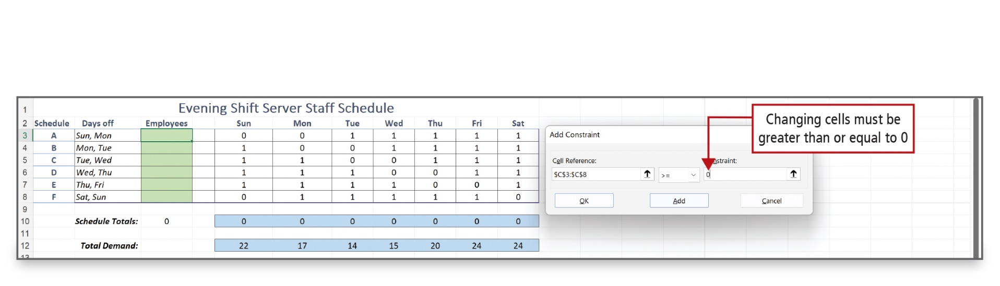 1 Evening Shift Server Staff Schedule
2 Schedule Days off Employees Sun Mon Tue Wed Thu Fri Sat
3 A Sun, Mon 0 0 1 1 1 1 1
4 B Mon, Tue 1 0 0 1 1 1 1
5 C Tue, Wed 1 1 0 0 1 1 1
6 D Wed, Thu 1 1 1 0 0 1 1
7 E Thu, Fri 1 1 1 1 0 0 1
8 F Sat, Sun 0 1 1 1 1 1 0
9
10 Schedule Totals: 0 0 0 0 0 0 0 0
11
12 Total Demand: 22 17 14 15 20 24 24
13
Add Constraint
Cell Reference: nstraint:
$C$3:$C$8 >= 0
OK Add Cancel
Changing cells must be
greater than or equal to 0